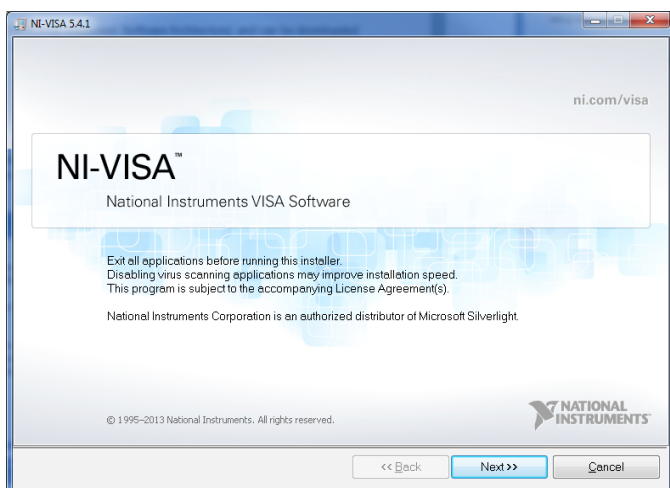 NI-VISA 5.4.1
ni.com/visa
NI-VISA™
National Instruments VISA Software
Exit all applications before running this installer.
Disabling virus scanning applications may improve installation speed.
This program is subject to the accompanying License Agreement(s).
National Instruments Corporation is an authorized distributor of Microsoft Silverlight.
© 1995–2013 National Instruments. All rights reserved.
NATIONAL
INSTRUMENTS™
<< Back
Next >>
Cancel